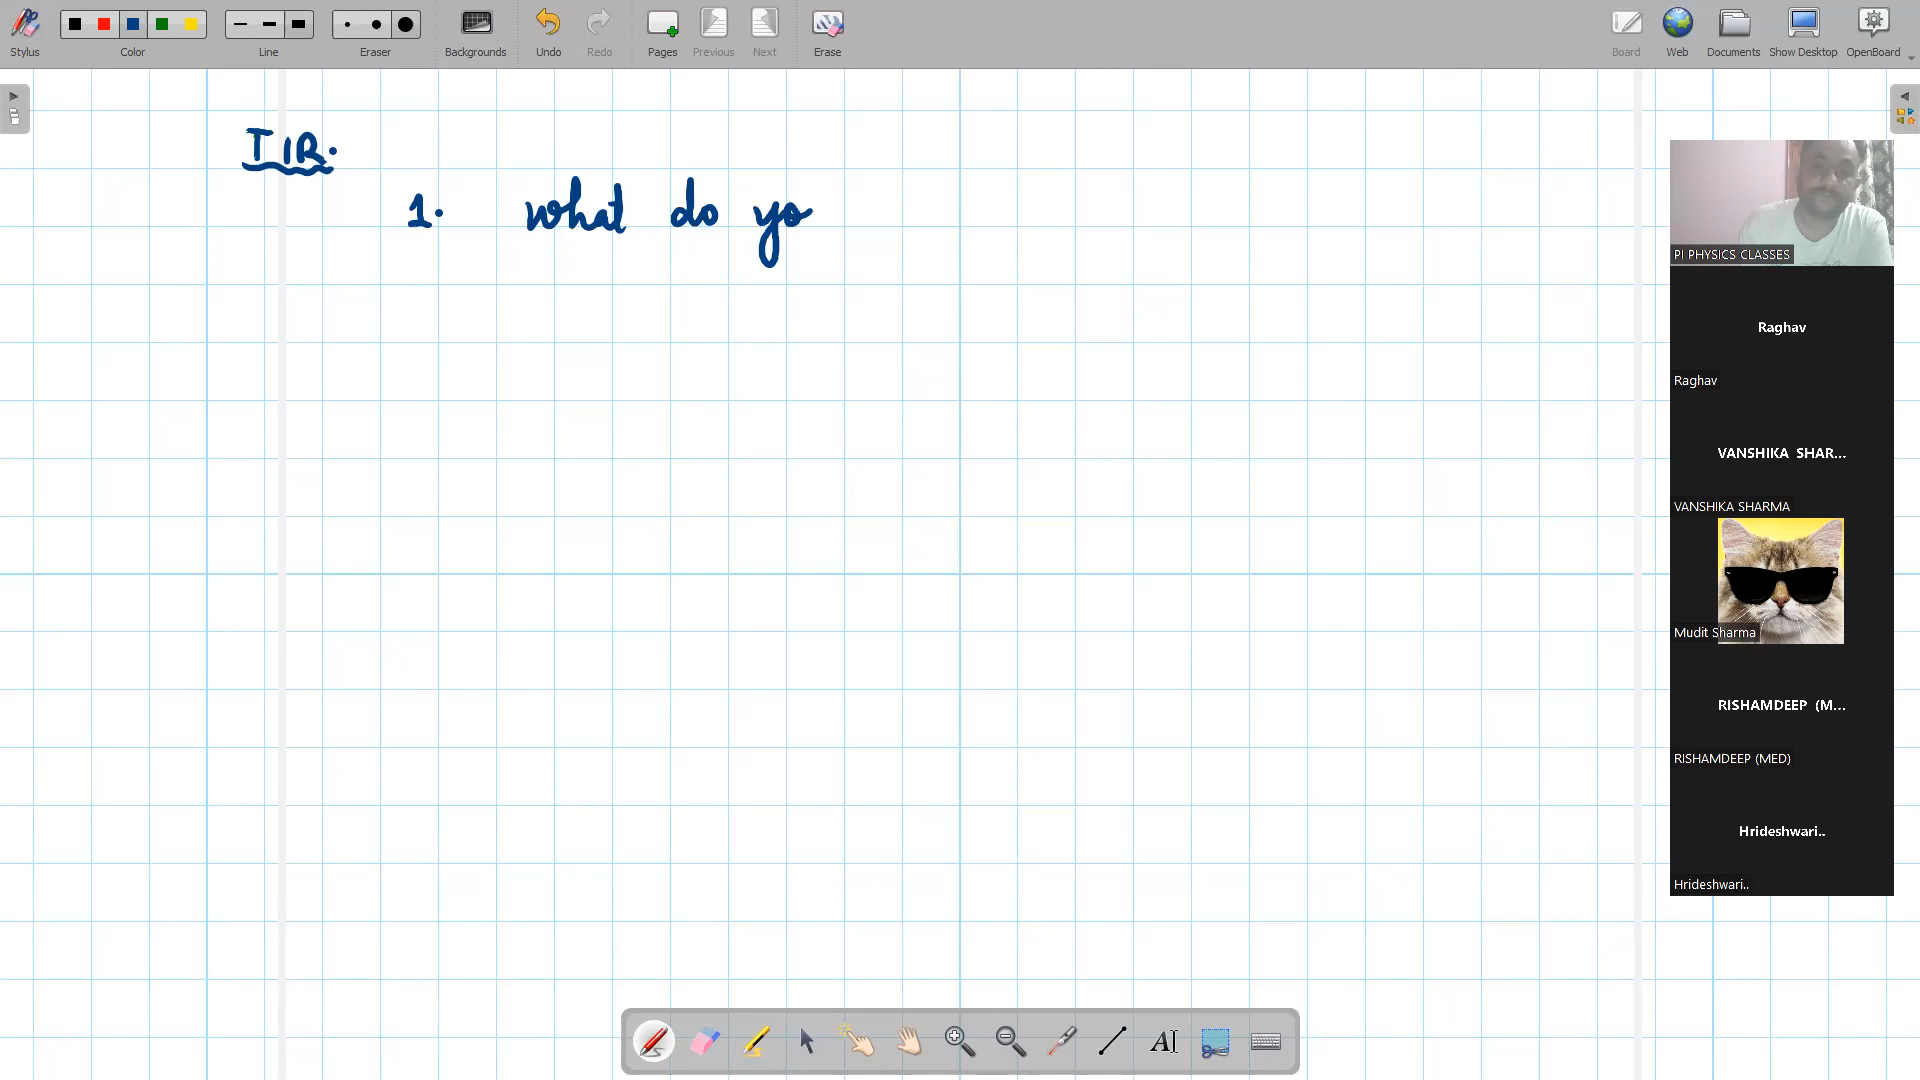 Stylus
Color
Line
Eraser
Backgrounds
Undo
Redo
Pages
Previous
Next
Erase
Board
Web
Documents
Show Desktop
OpenBoard
TIR.
1. what do yo
PI PHYSICS CLASSES
Raghav
Raghav
VANSHIKA SHAR...
VANSHIKA SHARMA
Mudit Sharma
RISHAMDEEP (M...
RISHAMDEEP (MED)
Hrideshwari..
Hrideshwari..
A